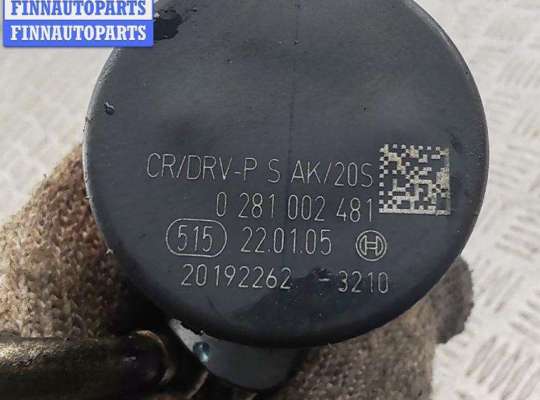 FINNAUTOPARTS
FINNAUTOPARTS
CR/DRV-P S AK/20S
0 281 002 481
515 22.01.05
20192262 -3210